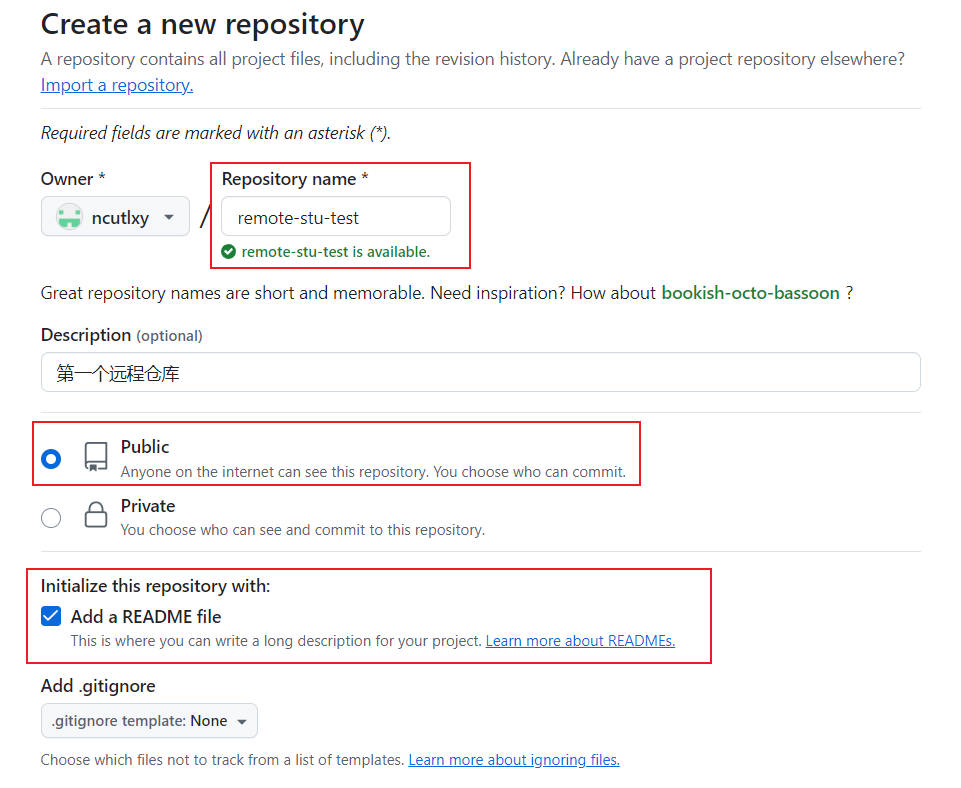 Create a new repository
A repository contains all project files, including the revision history. Already have a project repository elsewhere?
Import a repository.
Required fields are marked with an asterisk (*).
Owner *
Repository name *
ncutlxy
/
remote-stu-test
remote-stu-test is available.
Great repository names are short and memorable. Need inspiration? How about bookish-octo-bassoon ?
Description (optional)
第一个远程仓库
Public
Anyone on the internet can see this repository. You choose who can commit.
Private
You choose who can see and commit to this repository.
Initialize this repository with:
Add a README file
This is where you can write a long description for your project. Learn more about READMEs.
Add .gitignore
.gitignore template: None
Choose which files not to track from a list of templates. Learn more about ignoring files.